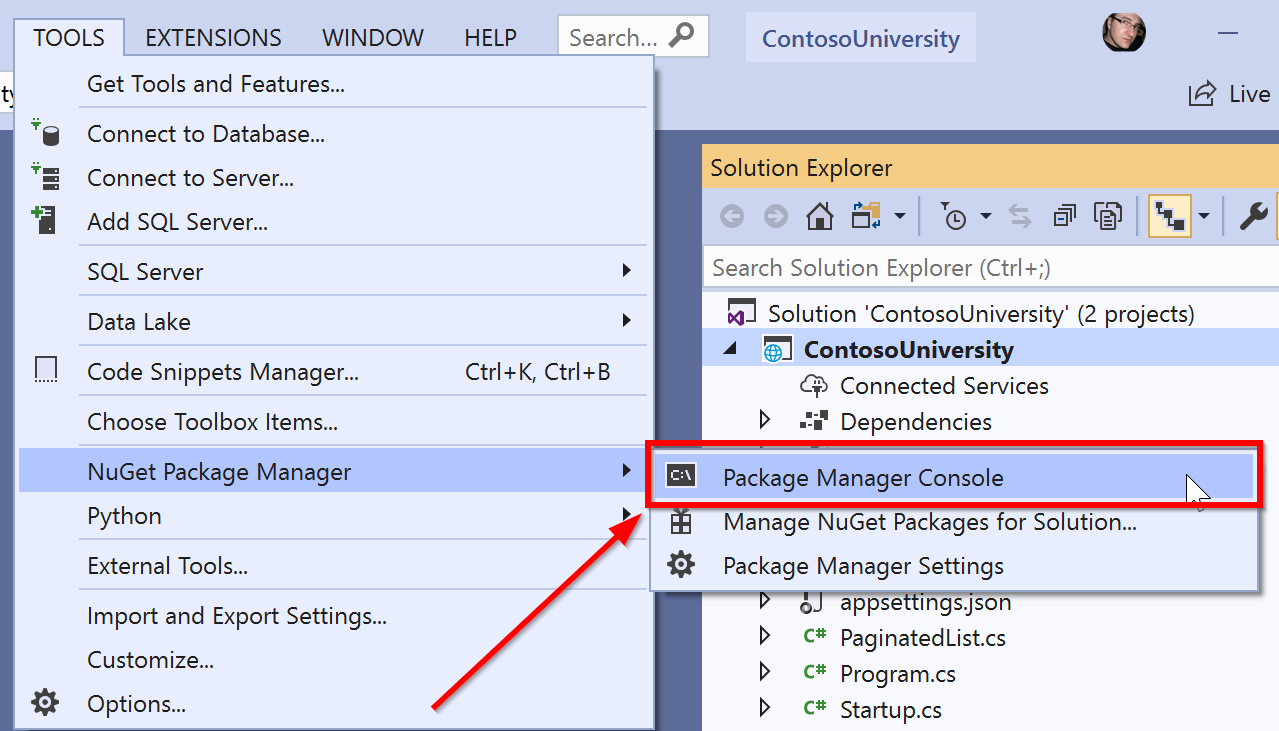 TOOLS EXTENSIONS WINDOW HELP Search... ContosoUniversity
Live
Get Tools and Features...
Connect to Database...
Connect to Server...
Add SQL Server...
SQL Server
Data Lake
Code Snippets Manager... Ctrl+K, Ctrl+B
Choose Toolbox Items...
NuGet Package Manager
Python
External Tools...
Import and Export Settings...
Customize...
Options...
Package Manager Console
C:\
Manage NuGet Packages for Solution...
Package Manager Settings
Solution Explorer
Search Solution Explorer (Ctrl+;)
Solution 'ContosoUniversity' (2 projects)
ContosoUniversity
Connected Services
Dependencies
appsettings.json
C# PaginatedList.cs
C# Program.cs
C# Startup.cs